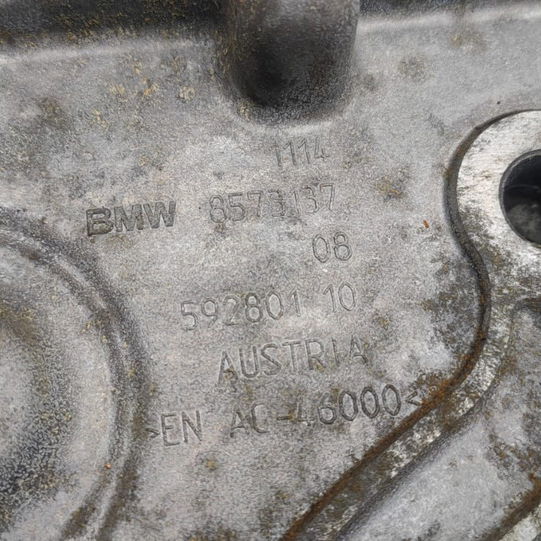 1114
BMW 8573137
08
592801 10
AUSTRIA
>EN AC-46000<